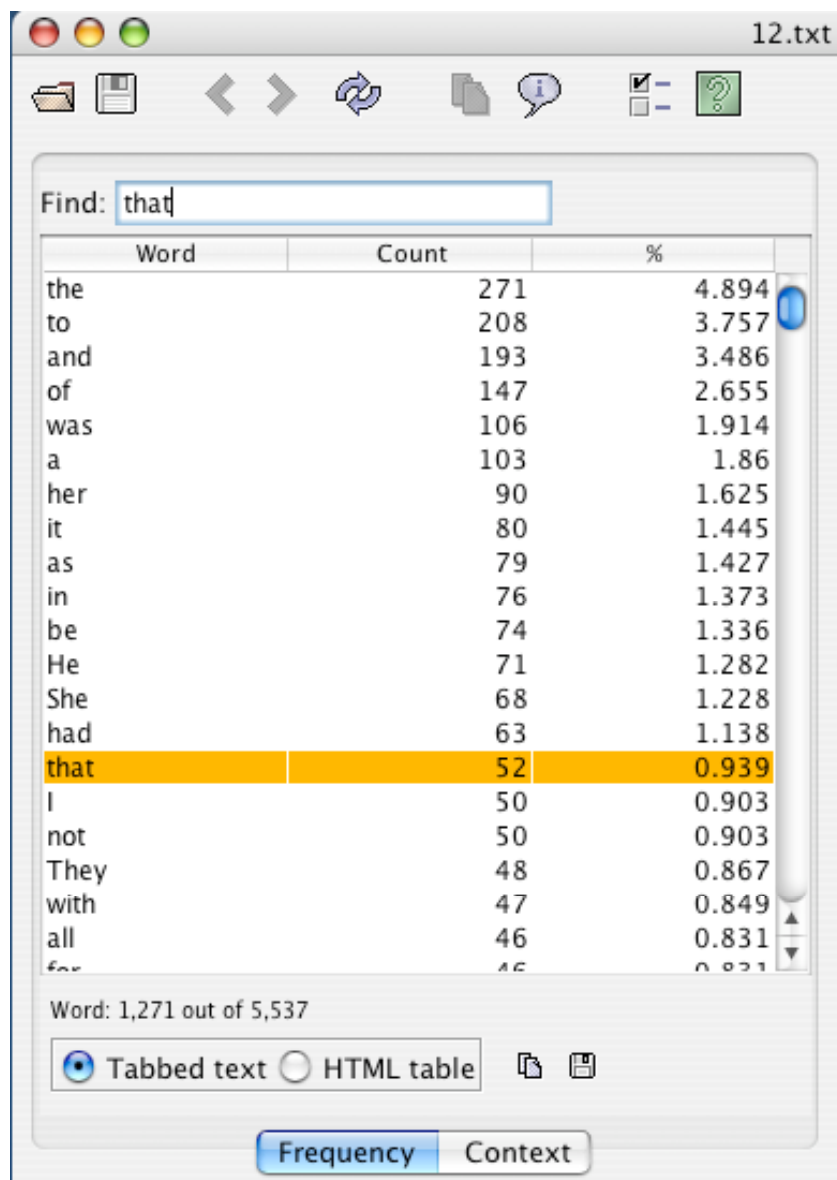 12.txt
Find: that
Word Count %
the 271 4.894
to 208 3.757
and 193 3.486
of 147 2.655
was 106 1.914
a 103 1.86
her 90 1.625
it 80 1.445
as 79 1.427
in 76 1.373
be 74 1.336
He 71 1.282
She 68 1.228
had 63 1.138
that 52 0.939
I 50 0.903
not 50 0.903
They 48 0.867
with 47 0.849
all 46 0.831
for 46 0.831
Word: 1,271 out of 5,537
Tabbed text HTML table
Frequency Context